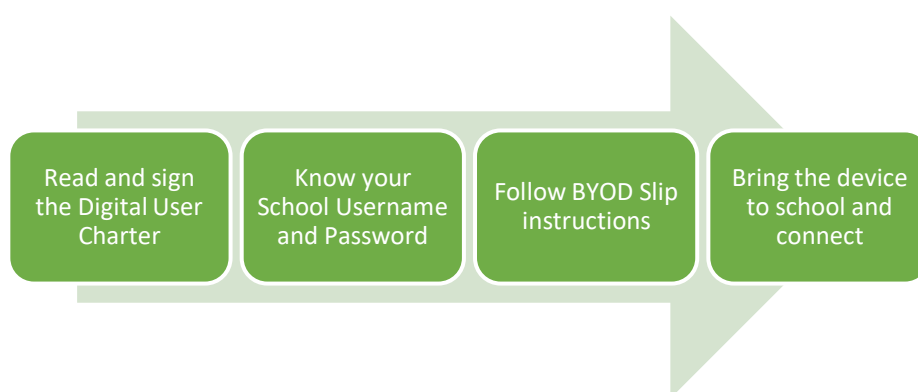 Read and sign
the Digital User
Charter
Know your
School Username
and Password
Follow BYOD Slip
instructions
Bring the device
to school and
connect